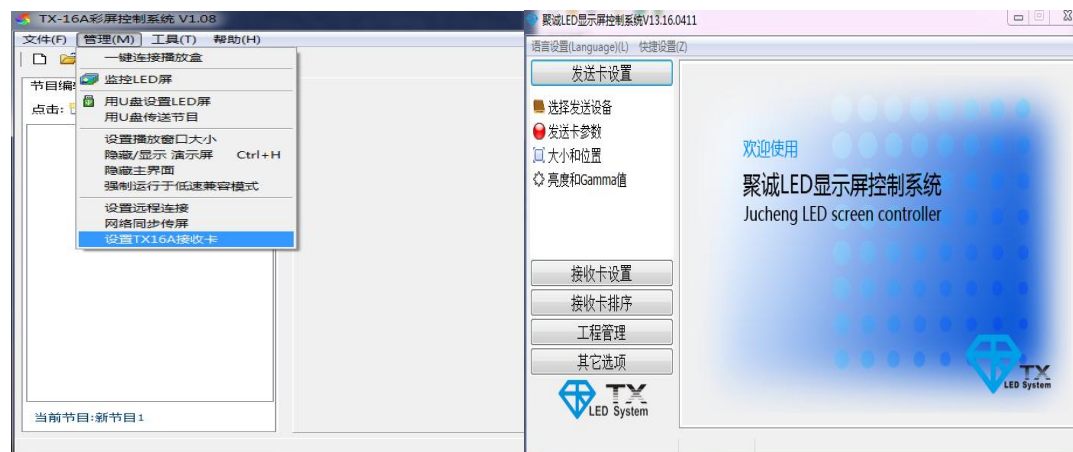 TX-16A彩屏控制系统 V1.08
文件(F) 管理(M) 工具(T) 帮助(H)
一键连接播放盒
节目编
监控LED屏
点击:
用U盘设置LED屏
用U盘传送节目
设置播放窗口大小
隐藏/显示 演示屏 Ctrl+H
隐藏主界面
强制运行于低速兼容模式
设置远程连接
网络同步传屏
设置TX16A接收卡
当前节目:新节目1
聚诚LED显示屏控制系统V13.16.0411
语言设置(Language)(L) 快捷设置(Z)
发送卡设置
选择发送设备
发送卡参数
大小和位置
亮度和Gamma值
接收卡设置
接收卡排序
工程管理
其它选项
TX
LED System
欢迎使用
聚诚LED显示屏控制系统
Jucheng LED screen controller
TX
LED System